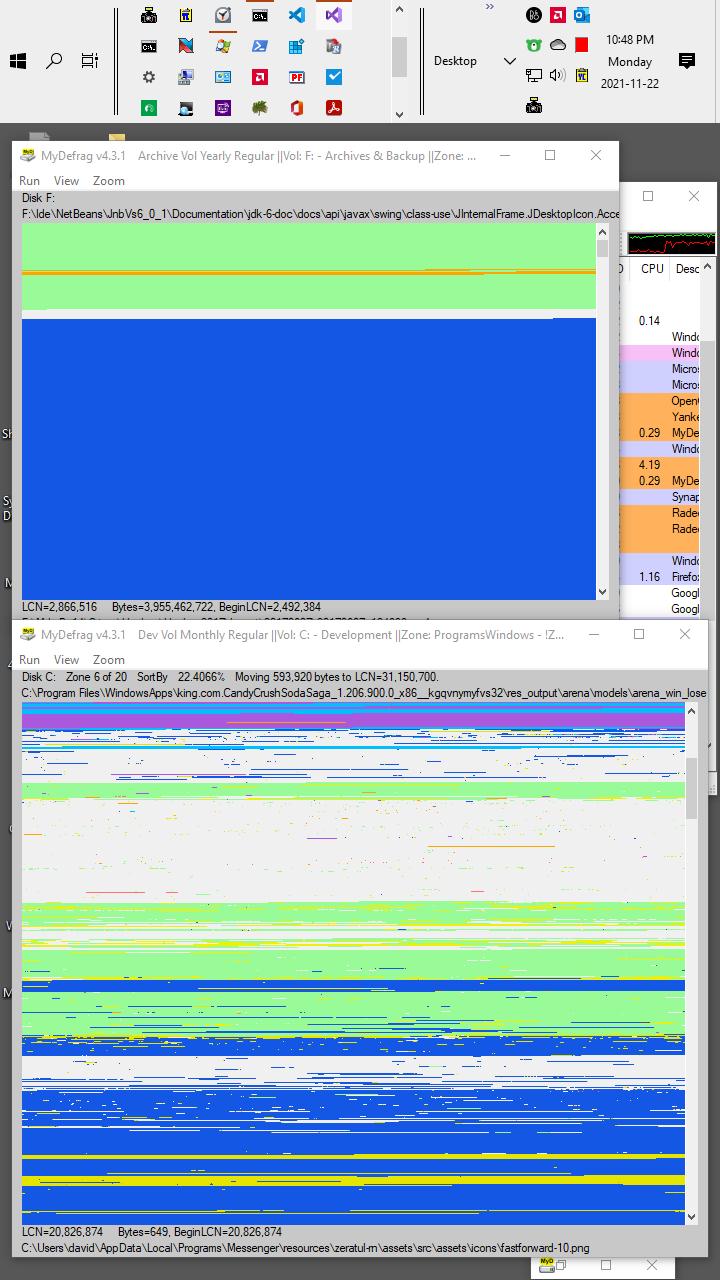 10:48 PM
Desktop
Monday
2021-11-22
MyDefrag v4.3.1 Archive Vol Yearly Regular ||Vol: F: - Archives & Backup ||Zone: ...
Run View Zoom
Disk F:
F:\Ide\NetBeans\JnbVs6_0_1\Documentation\jdk-6-doc\docs\api\javax\swing\class-use\JInternalFrame.JDesktopIcon.Acce
CPU Desc
0.14
Windo
Windo
Micros
Micros
Open
Yanke
0.29 MyDe
Windo
4.19
0.29 MyDe
Synap
Radeo
Radeo
Windo
1.16 Firefo
Googl
Googl
LCN=2,866,516 Bytes=3,955,462,722, BeginLCN=2,492,384
MyDefrag v4.3.1 Dev Vol Monthly Regular ||Vol: C: - Development ||Zone: ProgramsWindows - !Z...
Run View Zoom
Disk C: Zone 6 of 20 SortBy 22.4066% Moving 593,920 bytes to LCN=31,150,700.
C:\Program Files\WindowsApps\king.com.CandyCrushSodaSaga_1.206.900.0_x86__kgqvnymyfvs32\res_output\arena\models\arena_win_lose
LCN=20,826,874 Bytes=649, BeginLCN=20,826,874
C:\Users\david\AppData\Local\Programs\Messenger\resources\zeratul-rn\assets\src\assets\icons\fastforward-10.png